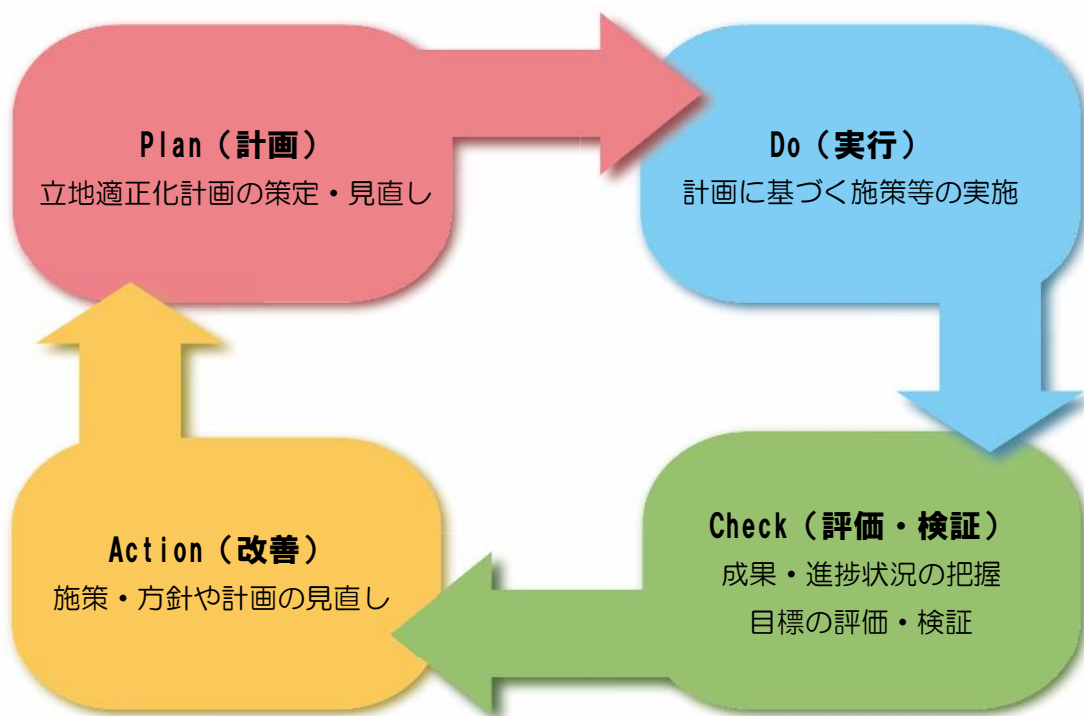 Plan（計画）
立地適正化計画の策定・見直し
Do（実行）
計画に基づく施策等の実施
Check（評価・検証）
成果・進捗状況の把握
目標の評価・検証
Action（改善）
施策・方針や計画の見直し